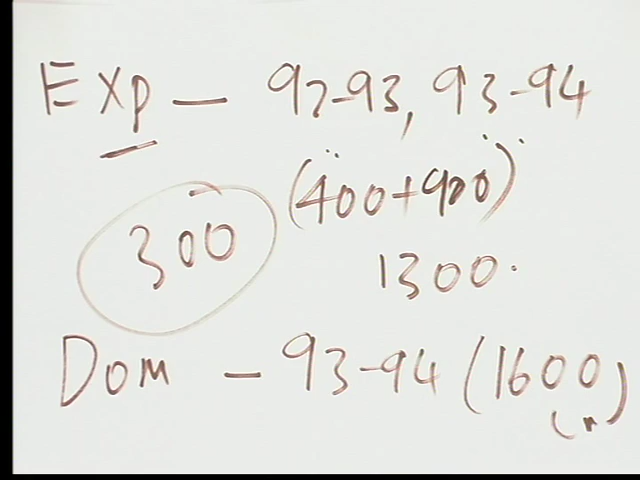 Exp - 92-93, 93-94
300 (400+900)
1300.
Dom - 93-94 (1600)